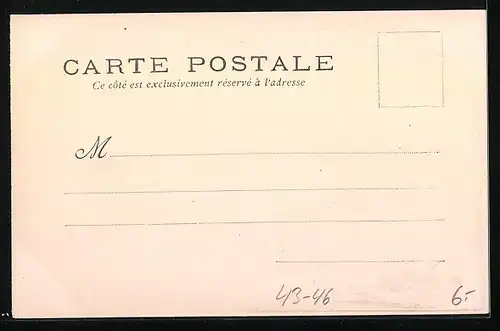 CARTE POSTALE
Ce côté est exclusivement réservé à l'adresse
M
43-46 6.-